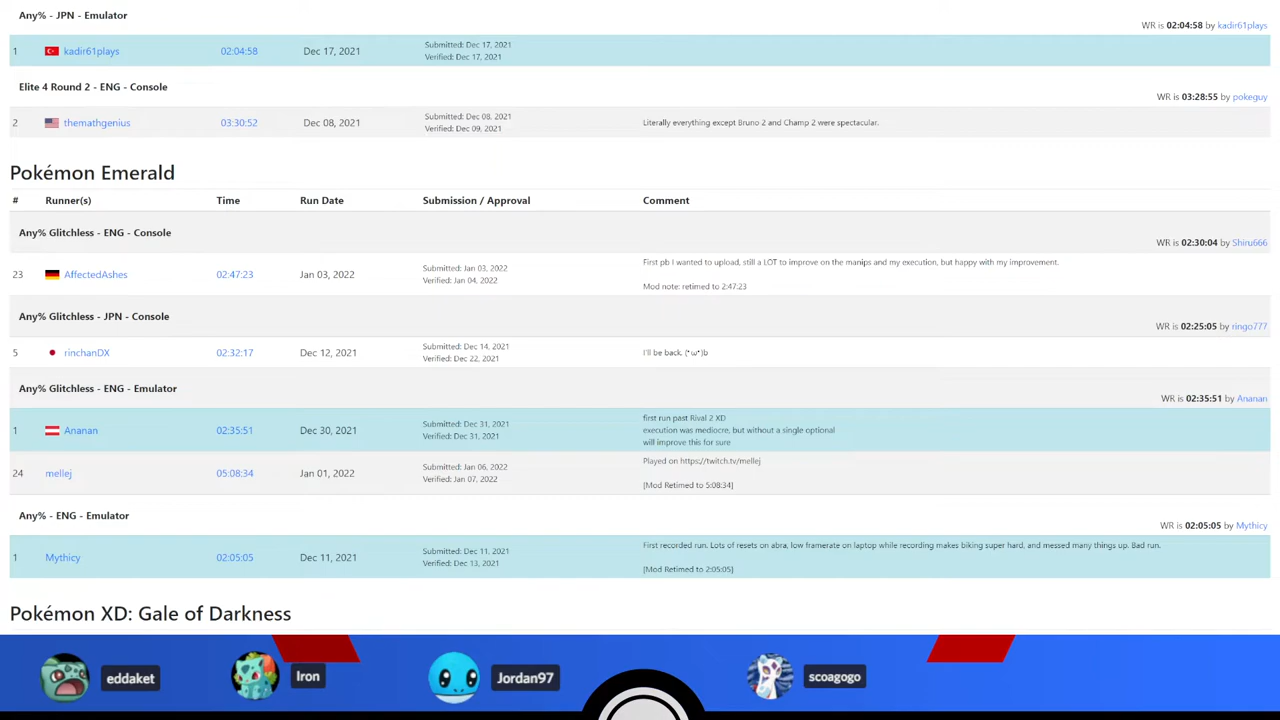 Any% - JPN - Emulator
WR is 02:04:58 by kadir61plays
1 kadir61plays 02:04:58 Dec 17, 2021 Submitted: Dec 17, 2021
Verified: Dec 17, 2021
Elite 4 Round 2 - ENG - Console
WR is 03:28:55 by pokeguy
2 themathgenius 03:30:52 Dec 08, 2021 Submitted: Dec 08, 2021 Literally everything except Bruno 2 and Champ 2 were spectacular.
Verified: Dec 09, 2021
Pokémon Emerald
# Runner(s) Time Run Date Submission / Approval Comment
Any% Glitchless - ENG - Console
WR is 02:30:04 by Shiru666
23 AffectedAshes 02:47:23 Jan 03, 2022 Submitted: Jan 03, 2022 First pb I wanted to upload, still a LOT to improve on the manips and my execution, but happy with my improvement.
Verified: Jan 04, 2022
Mod note: retimed to 2:47:23
Any% Glitchless - JPN - Console
WR is 02:25:05 by ringo777
5 rinchanDX 02:32:17 Dec 12, 2021 Submitted: Dec 14, 2021 I'll be back. (•̀ω•́)b
Verified: Dec 22, 2021
Any% Glitchless - ENG - Emulator
WR is 02:35:51 by Ananan
1 Ananan 02:35:51 Dec 30, 2021 Submitted: Dec 31, 2021 first run past Rival 2 XD
Verified: Dec 31, 2021 execution was mediocre, but without a single optional
will improve this for sure
24 mellej 05:08:34 Jan 01, 2022 Submitted: Jan 06, 2022 Played on https://twitch.tv/mellej
Verified: Jan 07, 2022
[Mod Retimed to 5:08:34]
Any% - ENG - Emulator
WR is 02:05:05 by Mythicy
1 Mythicy 02:05:05 Dec 11, 2021 Submitted: Dec 11, 2021 First recorded run. Lots of resets on abra, low framerate on laptop while recording makes biking super hard, and messed many things up. Bad run.
Verified: Dec 13, 2021
[Mod Retimed to 2:05:05]
Pokémon XD: Gale of Darkness
eddaket Iron Jordan97 scoagogo